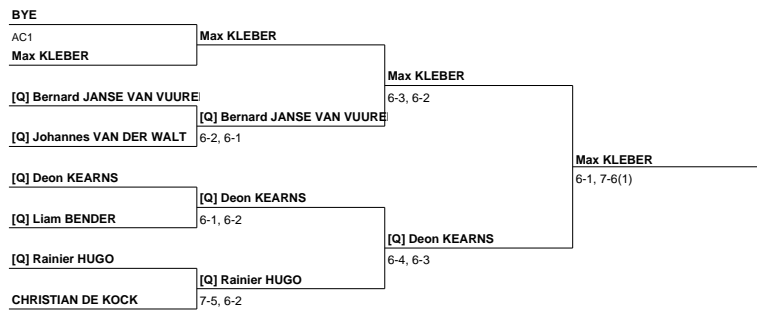 BYE
AC1
Max KLEBER
Max KLEBER
[Q] Bernard JANSE VAN VUURE
[Q] Johannes VAN DER WALT
[Q] Bernard JANSE VAN VUURE
6-2, 6-1
Max KLEBER
6-3, 6-2
[Q] Deon KEARNS
[Q] Liam BENDER
[Q] Deon KEARNS
6-1, 6-2
[Q] Rainier HUGO
CHRISTIAN DE KOCK
[Q] Rainier HUGO
7-5, 6-2
[Q] Deon KEARNS
6-4, 6-3
Max KLEBER
6-1, 7-6(1)